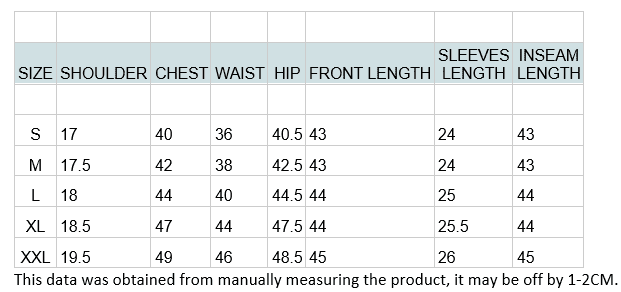 SIZE SHOULDER CHEST WAIST HIP FRONT LENGTH SLEEVES LENGTH INSEAM LENGTH
S 17 40 36 40.5 43 24 43
M 17.5 42 38 42.5 43 24 43
L 18 44 40 44.5 44 25 44
XL 18.5 47 44 47.5 44 25.5 44
XXL 19.5 49 46 48.5 45 26 45
This data was obtained from manually measuring the product, it may be off by 1-2CM.